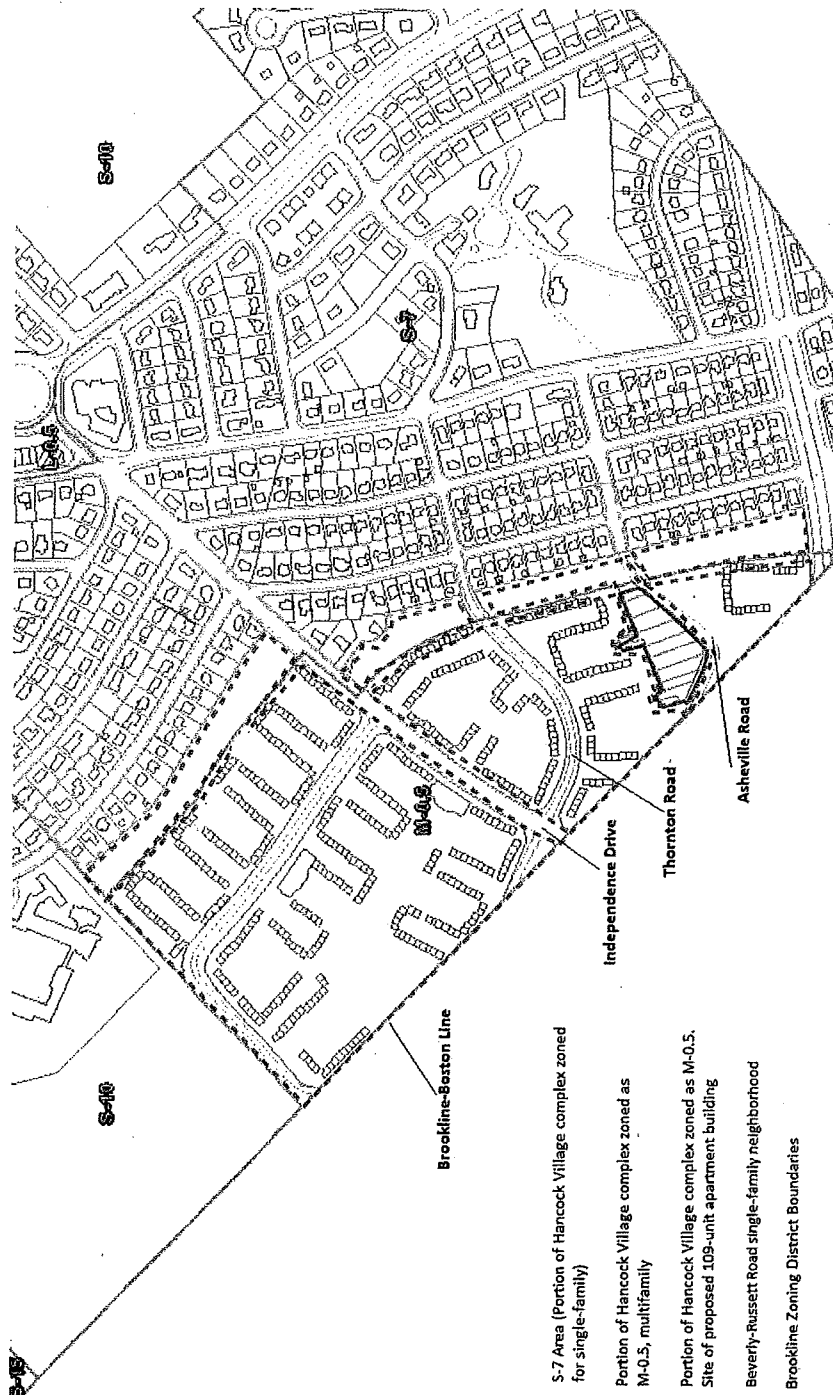 S-10
S-10
L-0.5
S-7
M-0.5
Brookline-Boston Line
Independence Drive
Thornton Road
Asheville Road
S-7 Area (Portion of Hancock Village complex zoned
for single-family)
Portion of Hancock Village complex zoned as
M-0.5, multifamily
Portion of Hancock Village complex zoned as M-0.5.
Site of proposed 109-unit apartment building
Beverly-Russett Road single-family neighborhood
Brookline Zoning District Boundaries